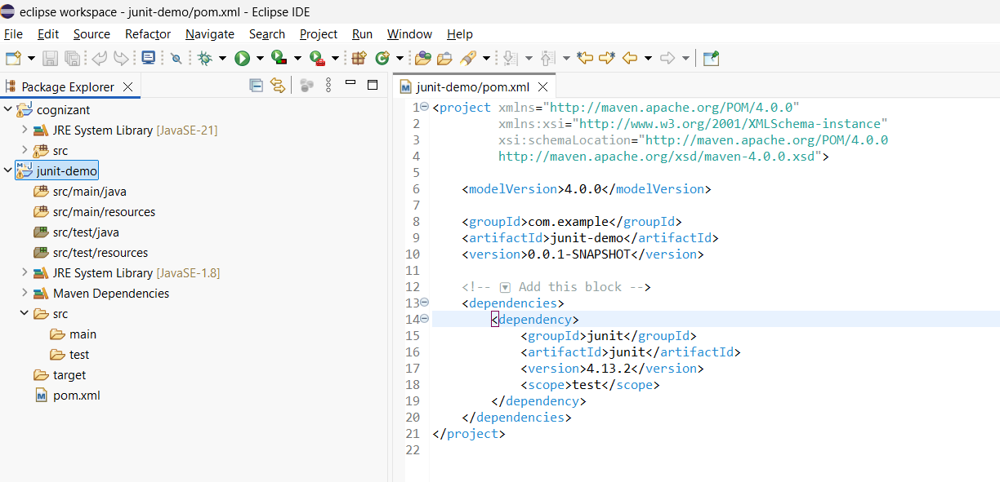 eclipse workspace - junit-demo/pom.xml - Eclipse IDE
File Edit Source Refactor Navigate Search Project Run Window Help
Package Explorer
cognizant
JRE System Library [JavaSE-21]
src
junit-demo
src/main/java
src/main/resources
src/test/java
src/test/resources
JRE System Library [JavaSE-1.8]
Maven Dependencies
src
main
test
target
pom.xml
junit-demo/pom.xml
1 <project xmlns="http://maven.apache.org/POM/4.0.0"
2 xmlns:xsi="http://www.w3.org/2001/XMLSchema-instance"
3 xsi:schemaLocation="http://maven.apache.org/POM/4.0.0
4 http://maven.apache.org/xsd/maven-4.0.0.xsd">
5
6 <modelVersion>4.0.0</modelVersion>
7
8 <groupId>com.example</groupId>
9 <artifactId>junit-demo</artifactId>
10 <version>0.0.1-SNAPSHOT</version>
11
12 <!-- 🔽 Add this block -->
13 <dependencies>
14 <dependency>
15 <groupId>junit</groupId>
16 <artifactId>junit</artifactId>
17 <version>4.13.2</version>
18 <scope>test</scope>
19 </dependency>
20 </dependencies>
21 </project>
22